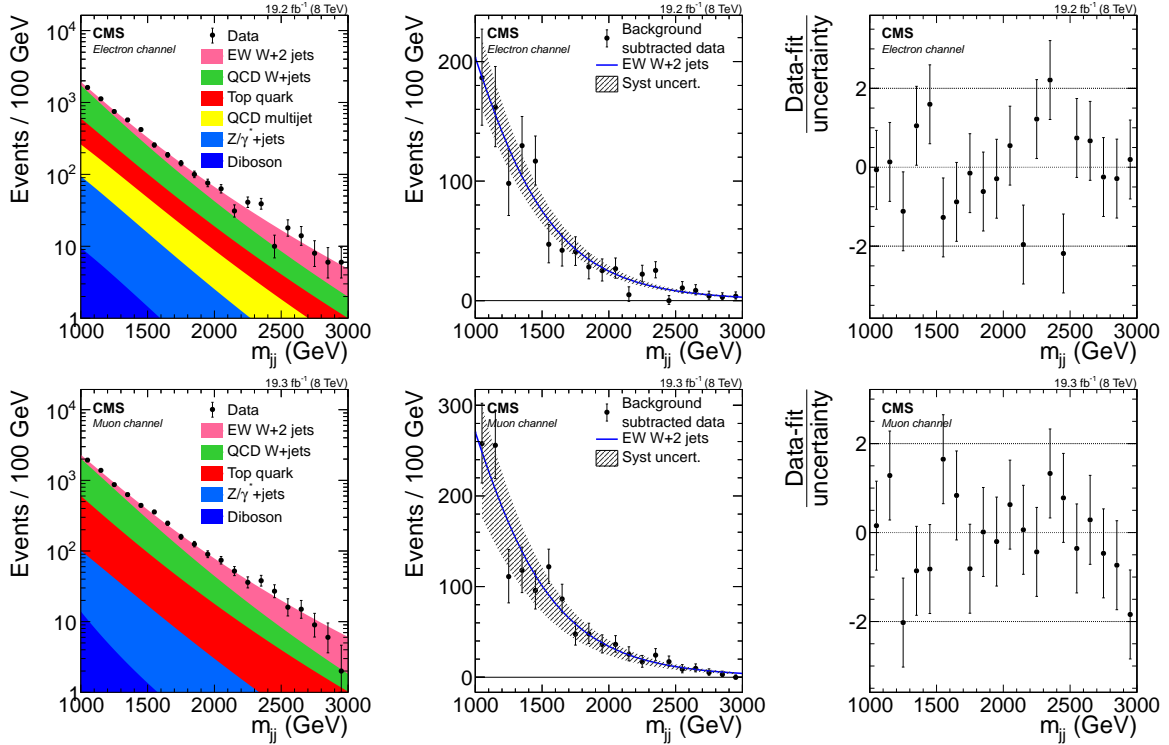 19.2 fb⁻¹ (8 TeV)
CMS
Electron channel
Data
EW W+2 jets
QCD W+jets
Top quark
QCD multijet
Z/γ*+jets
Diboson
Events / 100 GeV
10⁴
10³
10²
10
1
1000 1500 2000 2500 3000
m_jj (GeV)
19.2 fb⁻¹ (8 TeV)
CMS
Electron channel
Background
subtracted data
EW W+2 jets
Syst uncert.
Events / 100 GeV
200
100
0
1000 1500 2000 2500 3000
m_jj (GeV)
19.2 fb⁻¹ (8 TeV)
CMS
Electron channel
Data-fit
uncertainty
2
0
-2
1000 1500 2000 2500 3000
m_jj (GeV)
19.3 fb⁻¹ (8 TeV)
CMS
Muon channel
Data
EW W+2 jets
QCD W+jets
Top quark
Z/γ*+jets
Diboson
Events / 100 GeV
10⁴
10³
10²
10
1
1000 1500 2000 2500 3000
m_jj (GeV)
19.3 fb⁻¹ (8 TeV)
CMS
Muon channel
Background
subtracted data
EW W+2 jets
Syst uncert.
Events / 100 GeV
300
200
100
0
1000 1500 2000 2500 3000
m_jj (GeV)
19.3 fb⁻¹ (8 TeV)
CMS
Muon channel
Data-fit
uncertainty
2
0
-2
1000 1500 2000 2500 3000
m_jj (GeV)